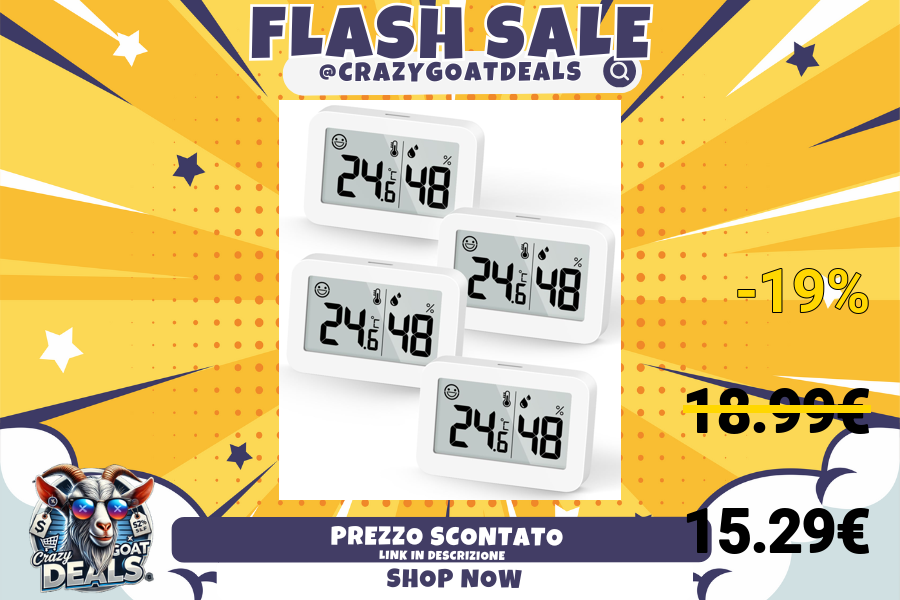 FLASH SALE
@CRAZYGOATDEALS
24.6 °C 48 %
24.6 °C 48 %
24.6 °C 48 %
24.6 °C 48 %
-19%
18.99€
15.29€
PREZZO SCONTATO
LINK IN DESCRIZIONE
SHOP NOW
$
52%
Crazy
GOAT
DEALS